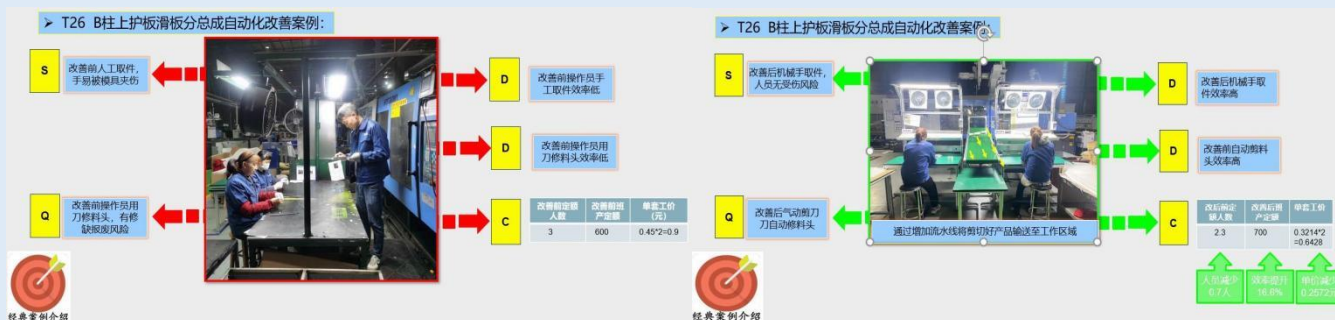 ➢ T26 B柱上护板滑板分总成自动化改善案例:
S
改善前人工取件,
手易被模具夹伤
D
改善前操作员手
工取件效率低
D
改善前操作员用
刀修料头效率低
Q
改善前操作员用
刀修料头,有修
缺报废风险
C
改善前定额
人数
改善前班
产定额
单套工价
(元)
3
600
0.45*2=0.9
经典案例介绍
➢ T26 B柱上护板滑板分总成自动化改善案例:
S
改善后机械手取件,
人员无受伤风险
D
改善后机械手取
件效率高
D
改善前自动剪料
头效率高
Q
改善后气动剪刀
刀自动修料头
通过增加流水线将剪切好产品输送至工作区域
C
改后前定
额人数
改善后班
产定额
单套工价
2.3
700
0.3214*2
=0.6428
人员减少
0.7人
效率提升
16.6%
单价减少
0.2572元
经典案例介绍